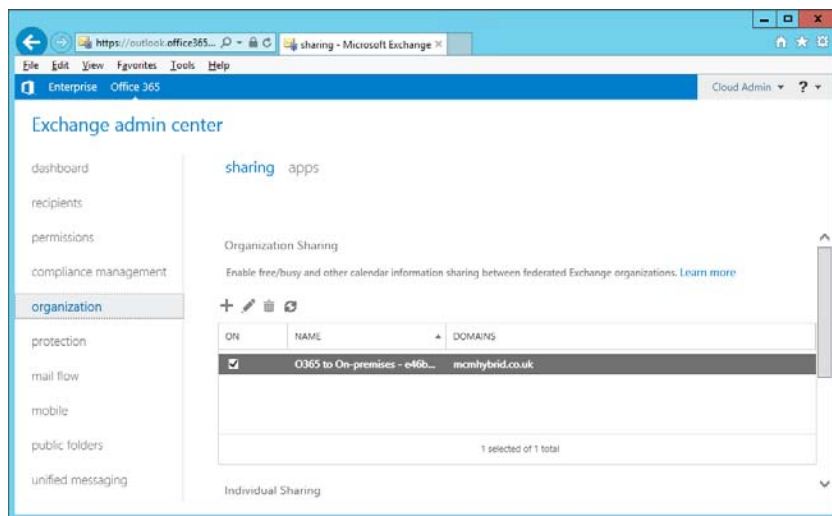 https://outlook.office365...
sharing - Microsoft Exchange
File Edit View Favorites Tools Help
Enterprise Office 365 Cloud Admin ?
Exchange admin center
dashboard
recipients
permissions
compliance management
organization
protection
mail flow
mobile
public folders
unified messaging
sharing apps
Organization Sharing
Enable free/busy and other calendar information sharing between federated Exchange organizations. Learn more
ON NAME DOMAINS
O365 to On-premises - e46b... mcmhybrid.co.uk
1 selected of 1 total
Individual Sharing